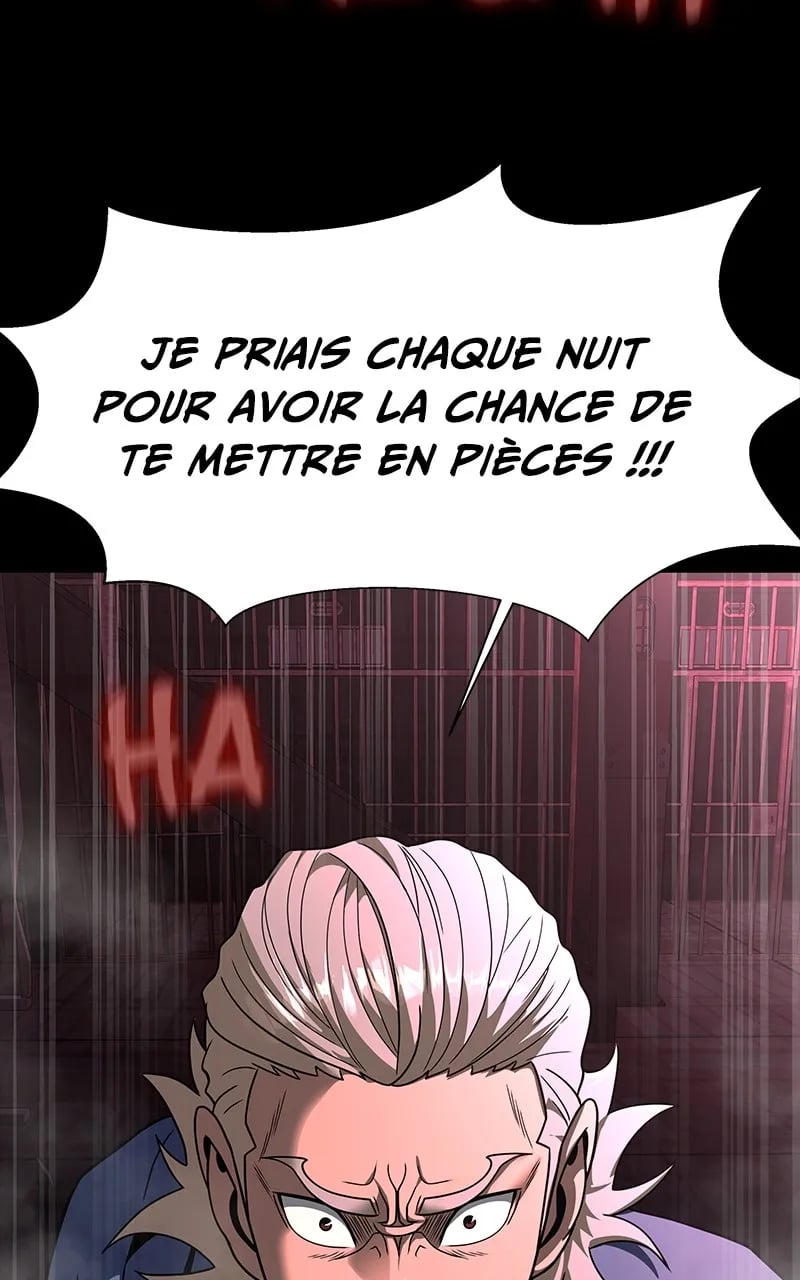 JE PRIAIS CHAQUE NUIT
POUR AVOIR LA CHANCE DE
TE METTRE EN PIÈCES !!!
HA